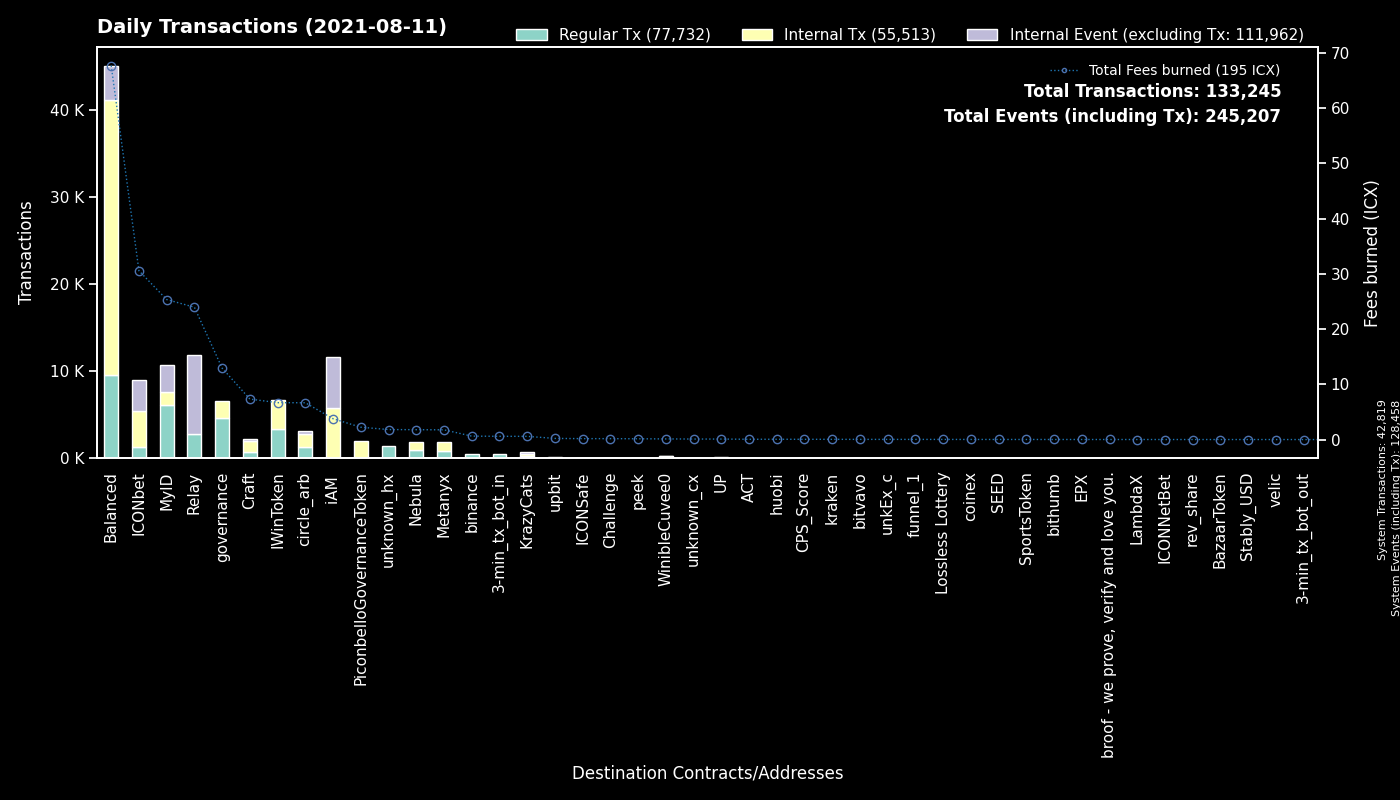 Daily Transactions (2021-08-11)
Regular Tx (77,732)
Internal Tx (55,513)
Internal Event (excluding Tx: 111,962)
Total Fees burned (195 ICX)
Total Transactions: 133,245
Total Events (including Tx): 245,207
Transactions
40 K
30 K
20 K
10 K
0 K
70
60
50
40
30
20
10
0
Fees burned (ICX)
System Transactions: 42,819
System Events (including Tx): 128,458
Balanced
ICONbet
MyID
Relay
governance
Craft
IWinToken
circle_arb
iAM
PiconbelloGovernanceToken
unknown_hx
Nebula
Metanyx
binance
3-min_tx_bot_in
KrazyCats
upbit
ICONSafe
Challenge
peek
WinibleCuvee0
unknown_cx
UP
ACT
huobi
CPS_Score
kraken
bitvavo
unkEx_c
funnel_1
Lossless Lottery
coinex
SEED
SportsToken
bithumb
EPX
broof - we prove, verify and love you.
LambdaX
ICONNetBet
rev_share
BazaarToken
Stably_USD
velic
3-min_tx_bot_out
Destination Contracts/Addresses